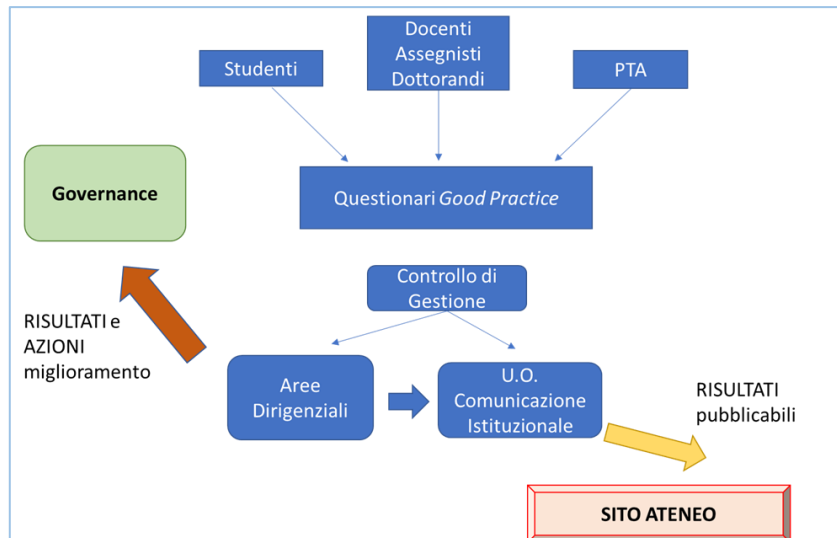 Studenti
Docenti
Assegnisti
Dottorandi
PTA
Governance
Questionari Good Practice
Controllo di
Gestione
RISULTATI e
AZIONI
miglioramento
Aree
Dirigenziali
U.O.
Comunicazione
Istituzionale
RISULTATI
pubblicabili
SITO ATENEO